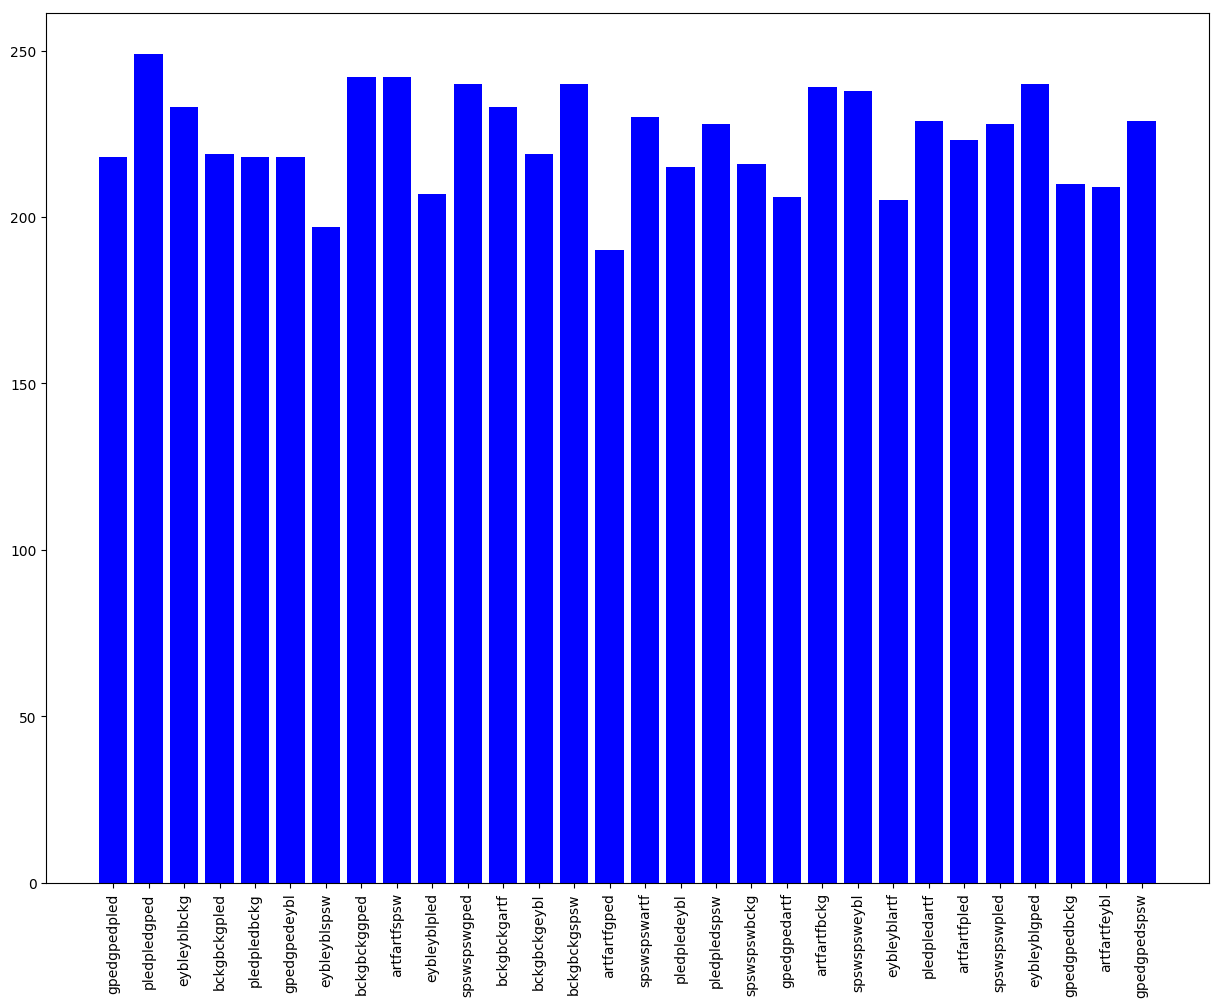 250
200
150
100
50
0
gpedgpedpled
pledpledgped
eybleyblbckg
bckgbckgpled
pledpledbckg
gpedgpedeybl
eybleyblspsw
bckgbckggped
artfartfspsw
eybleyblpled
spswspswgped
bckgbckgartf
bckgbckgeybl
bckgbckgspsw
artfartfgped
spswspswartf
pledpledeybl
pledpledspsw
spswspswbckg
gpedgpedartf
artfartfbckg
spswspsweybl
eybleyblartf
pledpledartf
artfartfpled
spswspswpled
eybleyblgped
gpedgpedbckg
artfartfeybl
gpedgpedspsw